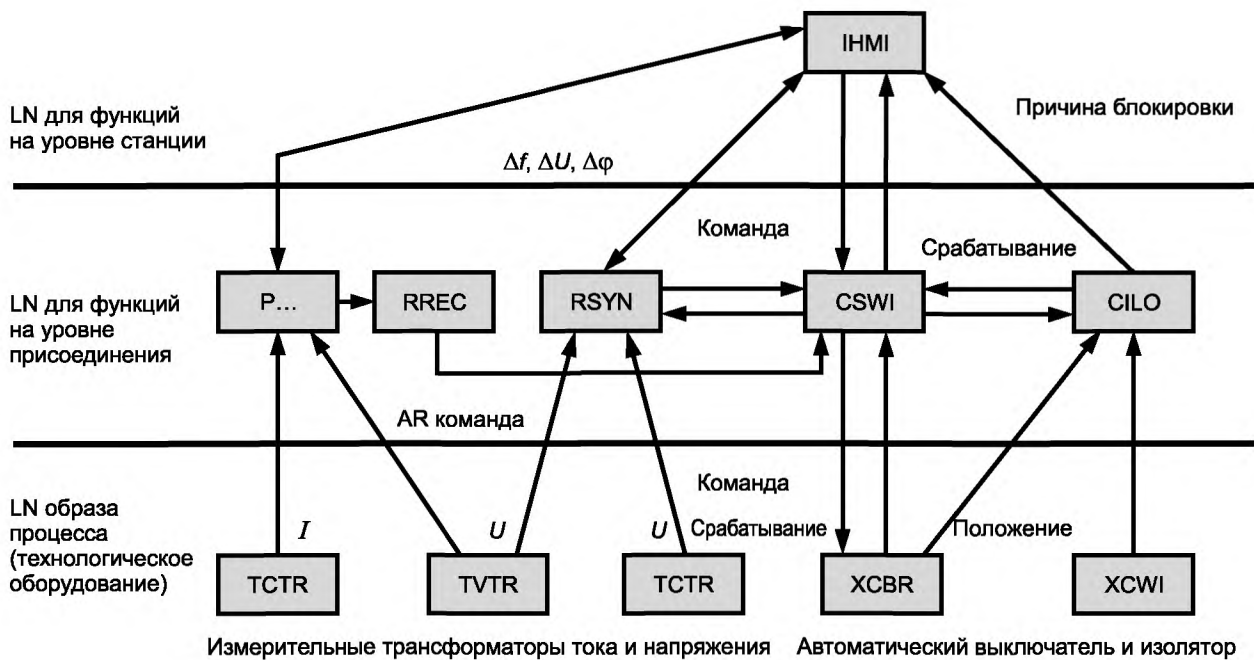 IHMI
LN для функций
на уровне станции
Причина блокировки
Δf, ΔU, Δφ
Команда
Срабатывание
LN для функций
на уровне
присоединения
P...
RREC
RSYN
CSWI
CILO
AR команда
LN образа
процесса
(технологическое
оборудование)
Команда
I
U
U
Срабатывание
Положение
TCTR
TVTR
TCTR
XCBR
XCWI
Измерительные трансформаторы тока и напряжения
Автоматический выключатель и изолятор